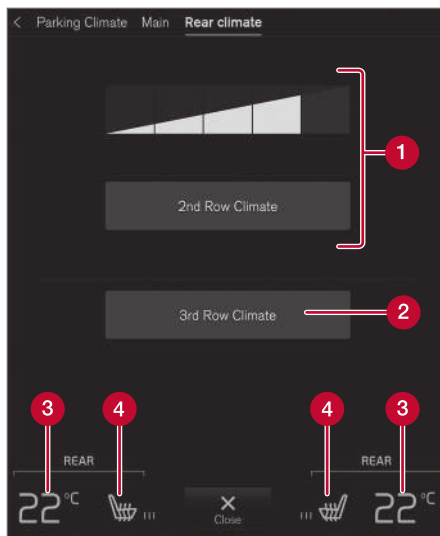 < Parking Climate Main Rear climate
1
2nd Row Climate
3rd Row Climate
2
3 4 4 3
REAR REAR
22°C 22°C
Close